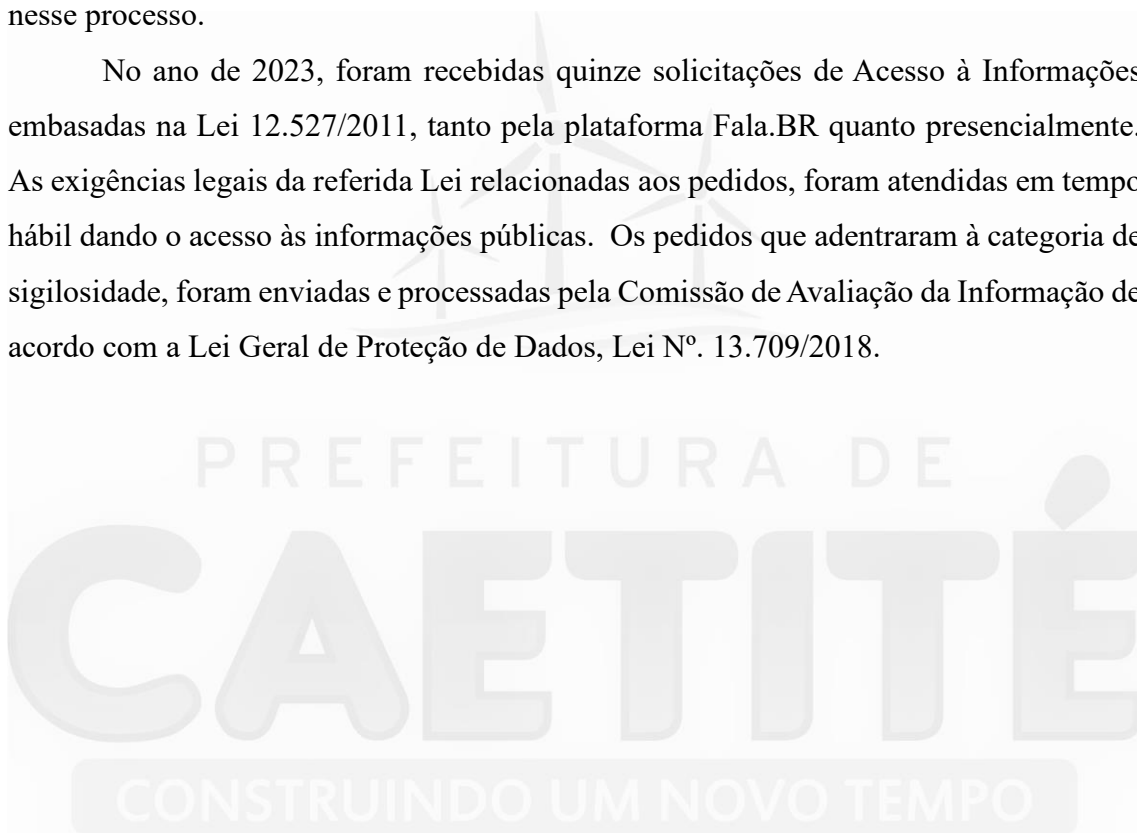 nesse processo.
No ano de 2023, foram recebidas quinze solicitações de Acesso à Informações
embasadas na Lei 12.527/2011, tanto pela plataforma Fala.BR quanto presencialmente.
As exigências legais da referida Lei relacionadas aos pedidos, foram atendidas em tempo
hábil dando o acesso às informações públicas. Os pedidos que adentraram à categoria de
sigilosidade, foram enviadas e processadas pela Comissão de Avaliação da Informação de
acordo com a Lei Geral de Proteção de Dados, Lei Nº. 13.709/2018.
PREFEITURA DE
CAETITÉ
CONSTRUINDO UM NOVO TEMPO